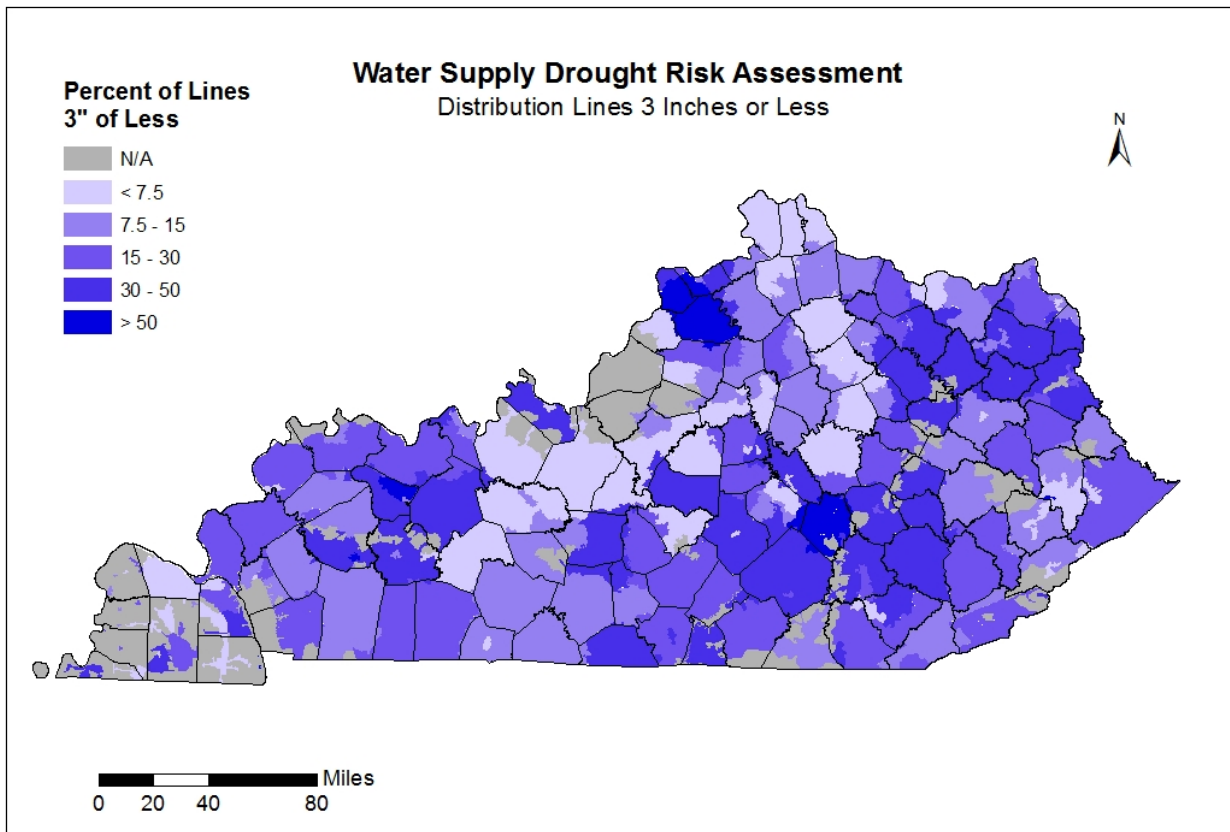 Water Supply Drought Risk Assessment
Distribution Lines 3 Inches or Less
Percent of Lines
3" of Less
N/A
< 7.5
7.5 - 15
15 - 30
30 - 50
> 50
N
Miles
0 20 40 80